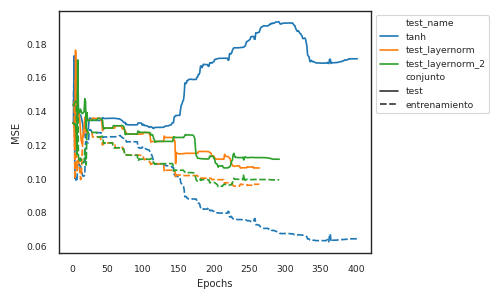 test_name
tanh
test_layernorm
test_layernorm_2
conjunto
test
entrenamiento
MSE
0.18
0.16
0.14
0.12
0.10
0.08
0.06
0 50 100 150 200 250 300 350 400
Epochs